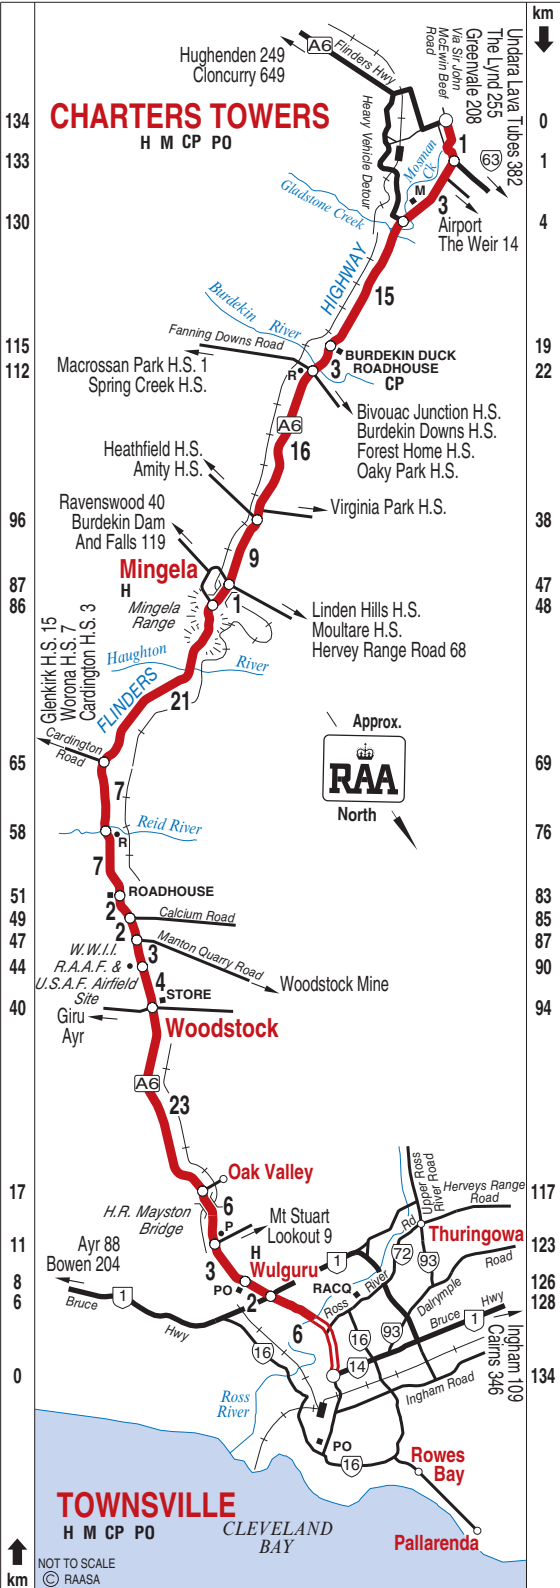 km
Hughenden 249
Cloncurry 649
A6
Flinders Hwy
Via Sir John
McEwin Beef
Road
Greenvale 208
The Lynd 255
Undara Lava Tubes 382
CHARTERS TOWERS
H M CP PO
134
0
133
1
1
63
Heavy Vehicle Detour
Mosman
Ck
M
3
Gladstone Creek
130
4
Airport
The Weir 14
HIGHWAY
15
Burdekin River
Fanning Downs Road
115
19
BURDEKIN DUCK
ROADHOUSE
CP
112
22
R
3
Macrossan Park H.S. 1
Spring Creek H.S.
Bivouac Junction H.S.
Burdekin Downs H.S.
Forest Home H.S.
Oaky Park H.S.
A6
16
Heathfield H.S.
Amity H.S.
Virginia Park H.S.
96
38
Ravenswood 40
Burdekin Dam
And Falls 119
9
Mingela
H
87
47
86
48
1
Mingela
Range
Linden Hills H.S.
Moultare H.S.
Hervey Range Road 68
Haughton River
Glenkirk H.S. 15
Worona H.S. 7
Cardington H.S. 3
FLINDERS
21
Cardington
Road
65
69
Approx.
RAA
North
7
58
76
Reid River
R
7
51
83
ROADHOUSE
2
49
85
Calcium Road
2
47
87
Manton Quarry Road
Woodstock Mine
W.W.I.I.
R.A.A.F. &
U.S.A.F. Airfield
Site
3
44
90
4
STORE
40
94
Giru
Ayr
Woodstock
A6
23
Oak Valley
17
117
6
H.R. Mayston
Bridge
P
Mt Stuart
Lookout 9
11
123
Upper Ross
River Road
Herveys Range
Road
Thuringowa
Ayr 88
Bowen 204
3
H
Wulguru
PO
8
126
6
128
2
1
Bruce
Hwy
1
RACQ
Ross River Rd
72
93
Dalrymple
Road
6
16
93
Bruce Hwy
1
16
14
0
134
Ingham 109
Cairns 346
Ross
River
Ingham Road
PO
16
Rowes
Bay
TOWNSVILLE
H M CP PO
CLEVELAND
BAY
Pallarenda
NOT TO SCALE
© RAASA
km